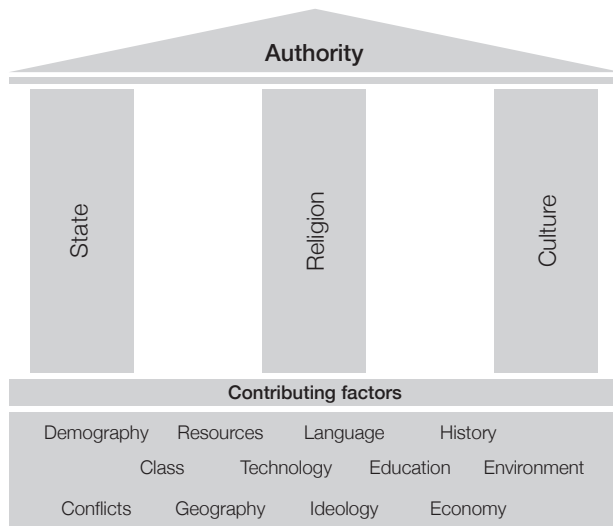 Authority
State
Religion
Culture
Contributing factors
Demography Resources Language History
Class Technology Education Environment
Conflicts Geography Ideology Economy